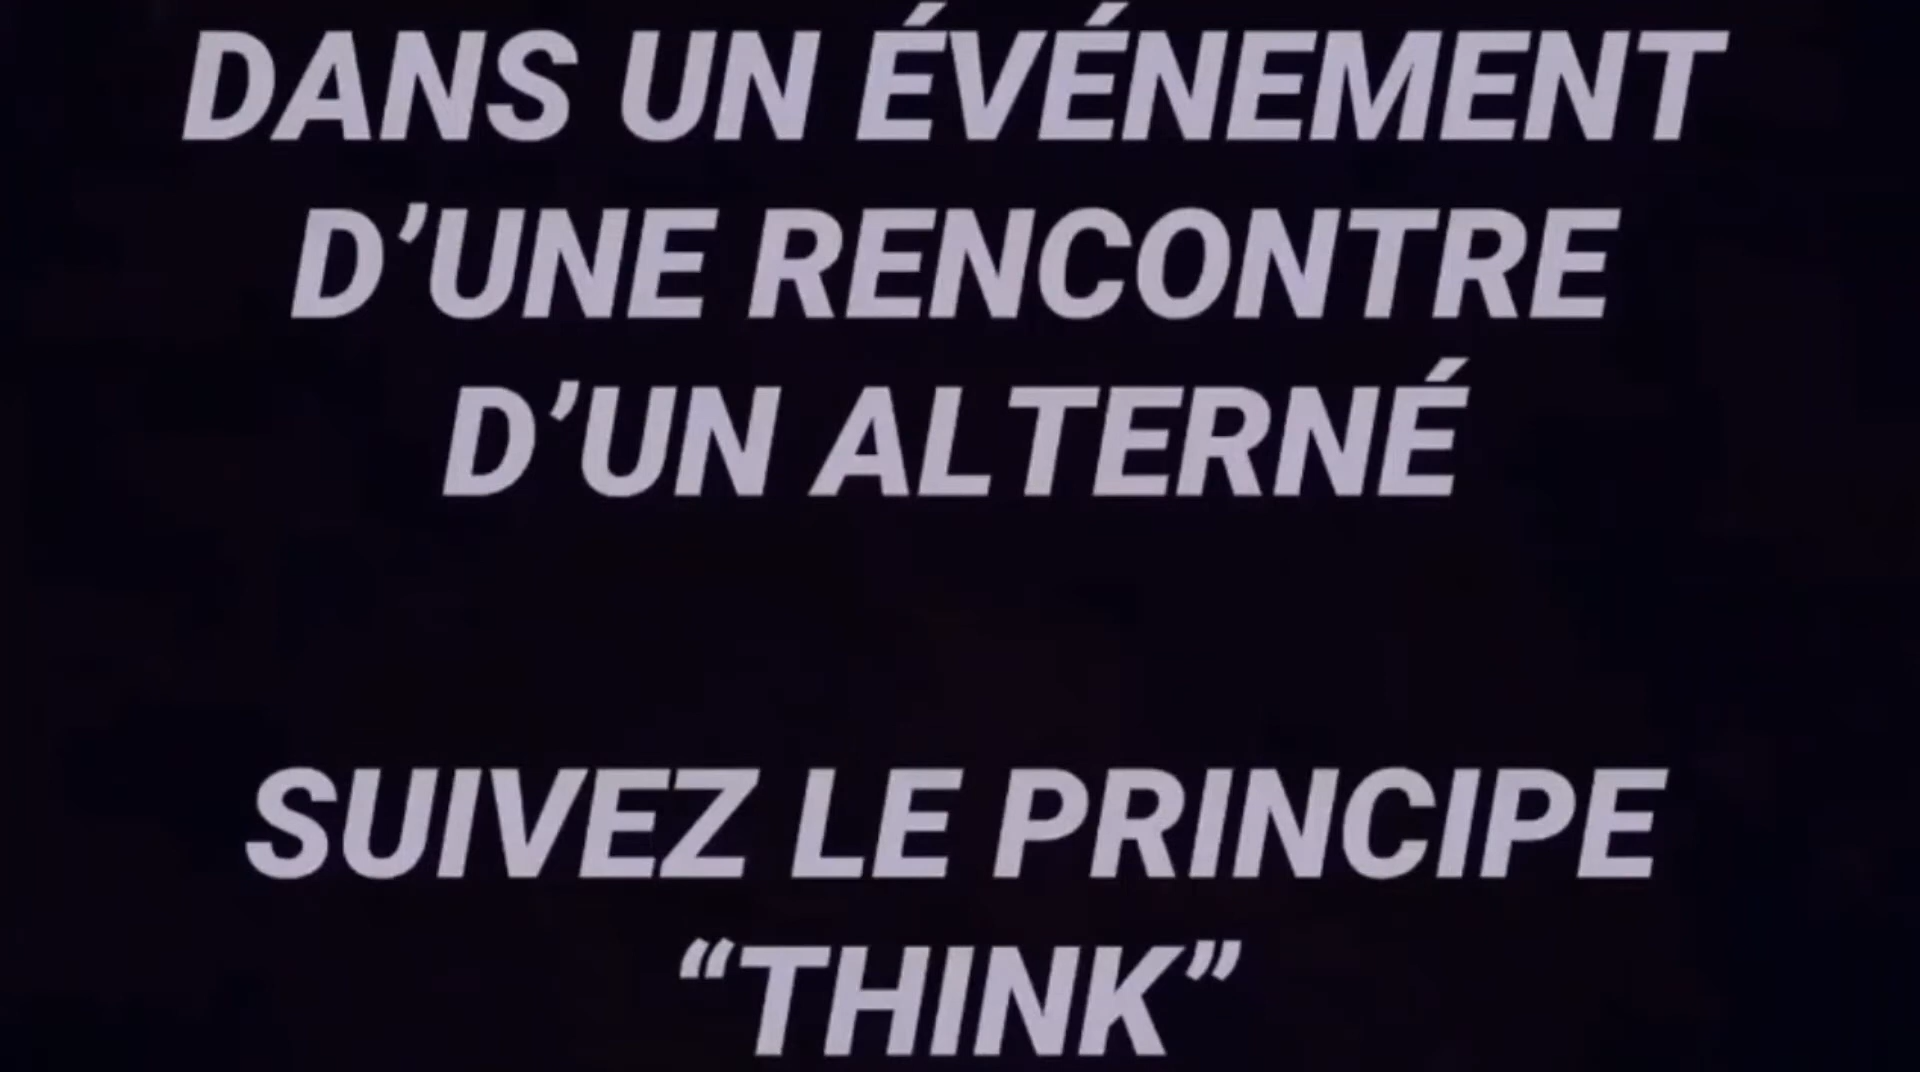 DANS UN ÉVÉNEMENT
D’UNE RENCONTRE
D’UN ALTERNÉ
SUIVEZ LE PRINCIPE
“THINK”